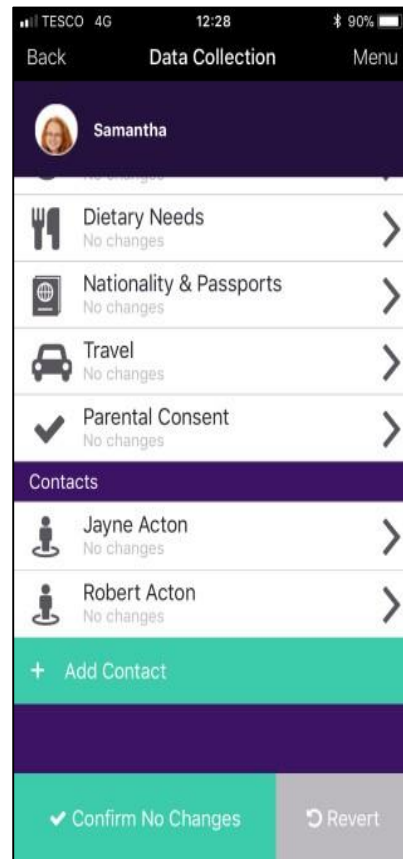 TESCO 4G 12:28 90%
Back Data Collection Menu
Samantha
No changes
Dietary Needs
No changes
Nationality & Passports
No changes
Travel
No changes
Parental Consent
No changes
Contacts
Jayne Acton
No changes
Robert Acton
No changes
+ Add Contact
Confirm No Changes Revert